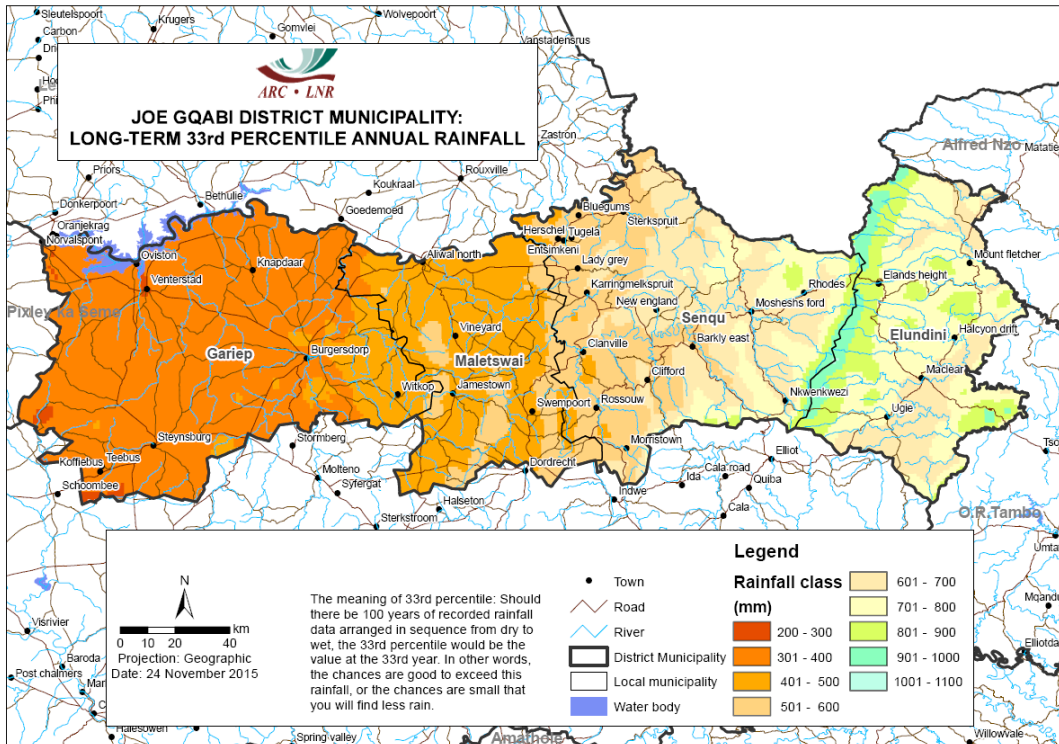 Sleutelspoort
Krugers
Wolvepoort
Carbon
Gomvlei
Vanstadensrus
ARC • LNR
JOE GQABI DISTRICT MUNICIPALITY:
LONG-TERM 33rd PERCENTILE ANNUAL RAINFALL
Zastron
Alfred Nzo
Matatie
Priors
Koukraal
Rouxville
Bethulie
Donkerpoort
Goedemoed
Bluegums
Sterkspruit
Oranjekrag
Norvalspont
Herschel
Tugela
Entsimkeni
Oviston
Knapdaar
Aliwal north
Lady grey
Mount fletcher
Venterstad
Karringmelkspruit
Rhodes
Elands height
New england
Mosheshs ford
Pixley ka Seme
Senqu
Vineyard
Halcyon drift
Elundini
Gariep
Burgersdorp
Maletswai
Clanville
Barkly east
Witkop
Jamestown
Clifford
Maclear
Swempoort
Rossouw
Nkwenkwezi
Ugie
Steynsburg
Stormberg
Morristown
Koffiebus
Teebus
Molteno
Dordrecht
Elliot
Schoombee
Syfergat
Cala road
Ida
Quiba
Halseton
Indwe
Sterkstroom
Cala
O.R.Tambo
Umta
N
0 10 20 40 km
Projection: Geographic
Date: 24 November 2015
The meaning of 33rd percentile: Should
there be 100 years of recorded rainfall
data arranged in sequence from dry to
wet, the 33rd percentile would be the
value at the 33rd year. In other words,
the chances are good to exceed this
rainfall, or the chances are small that
you will find less rain.
Legend
Town
Road
River
District Municipality
Local municipality
Water body
Rainfall class
(mm)
200 - 300
301 - 400
401 - 500
501 - 600
601 - 700
701 - 800
801 - 900
901 - 1000
1001 - 1100
Visrivier
Baroda
Post chalmers
Halesowen
Spring valley
Amathole
Mqandu
Elliotda
Willowvale